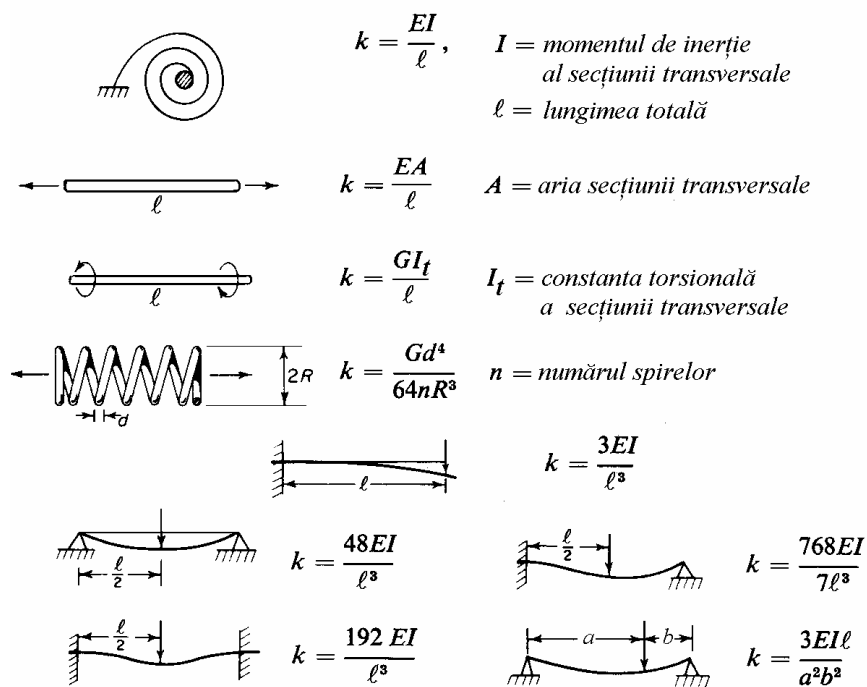 k = EI/ℓ , I = momentul de inerție
al secțiunii transversale
ℓ = lungimea totală
ℓ
k = EA/ℓ A = aria secțiunii transversale
ℓ
k = GI_t/ℓ I_t = constanta torsională
a secțiunii transversale
2R
d
k = Gd⁴/64nR³ n = numărul spirelor
ℓ
k = 3EI/ℓ³
ℓ/2
k = 48EI/ℓ³
ℓ/2
k = 768EI/7ℓ³
ℓ/2
k = 192 EI/ℓ³
a b
k = 3EIℓ/a²b²